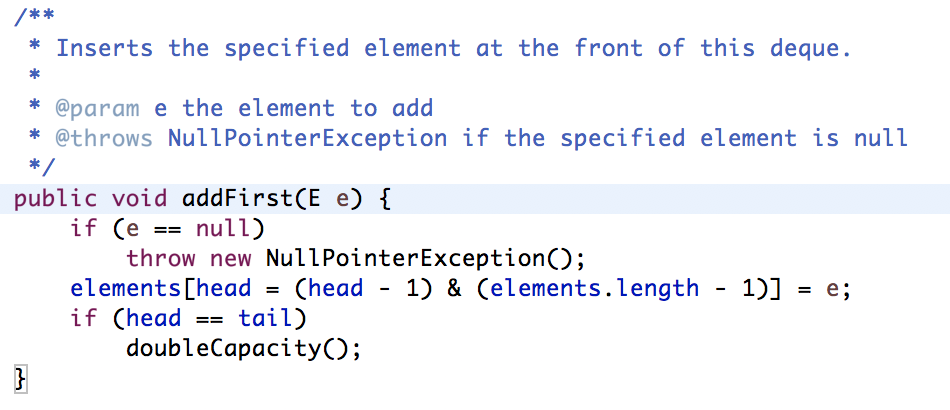 /**
 * Inserts the specified element at the front of this deque.
 *
 * @param e the element to add
 * @throws NullPointerException if the specified element is null
 */
public void addFirst(E e) {
    if (e == null)
        throw new NullPointerException();
    elements[head = (head - 1) & (elements.length - 1)] = e;
    if (head == tail)
        doubleCapacity();
}